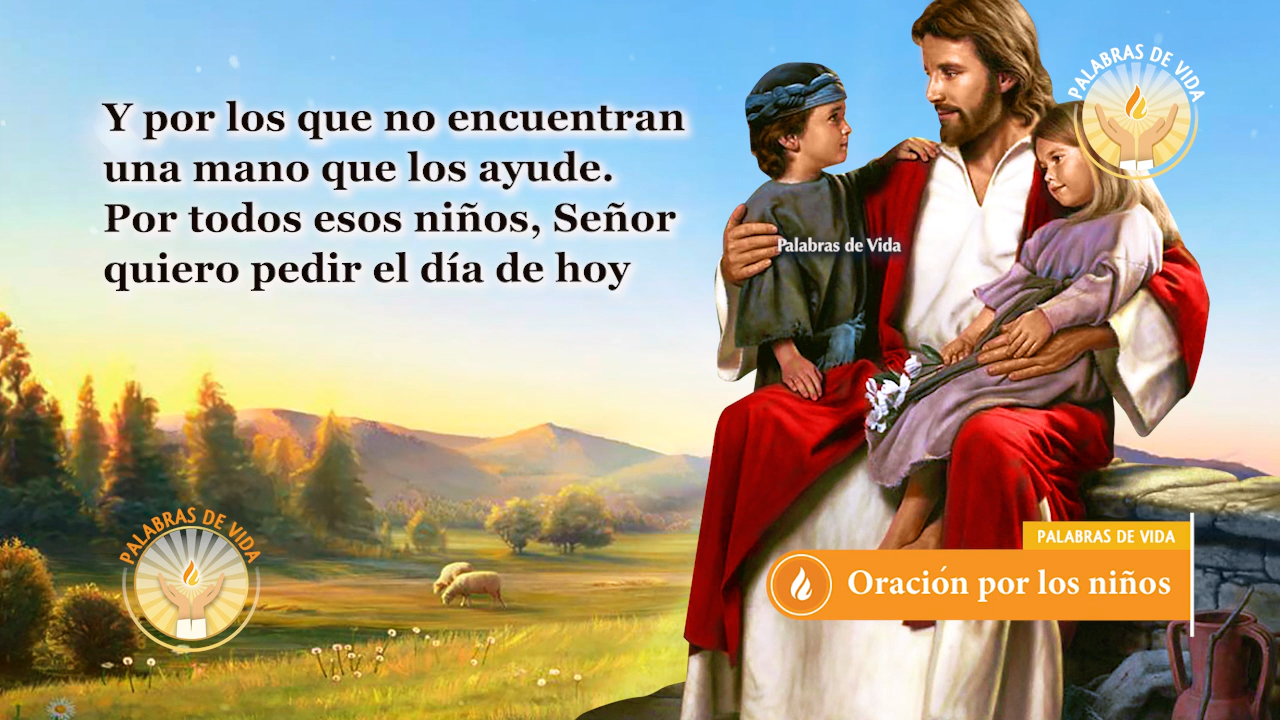 Y por los que no encuentran
una mano que los ayude.
Por todos esos niños, Señor
quiero pedir el día de hoy
PALABRAS DE VIDA
Palabras de Vida
PALABRAS DE VIDA
PALABRAS DE VIDA
Oración por los niños